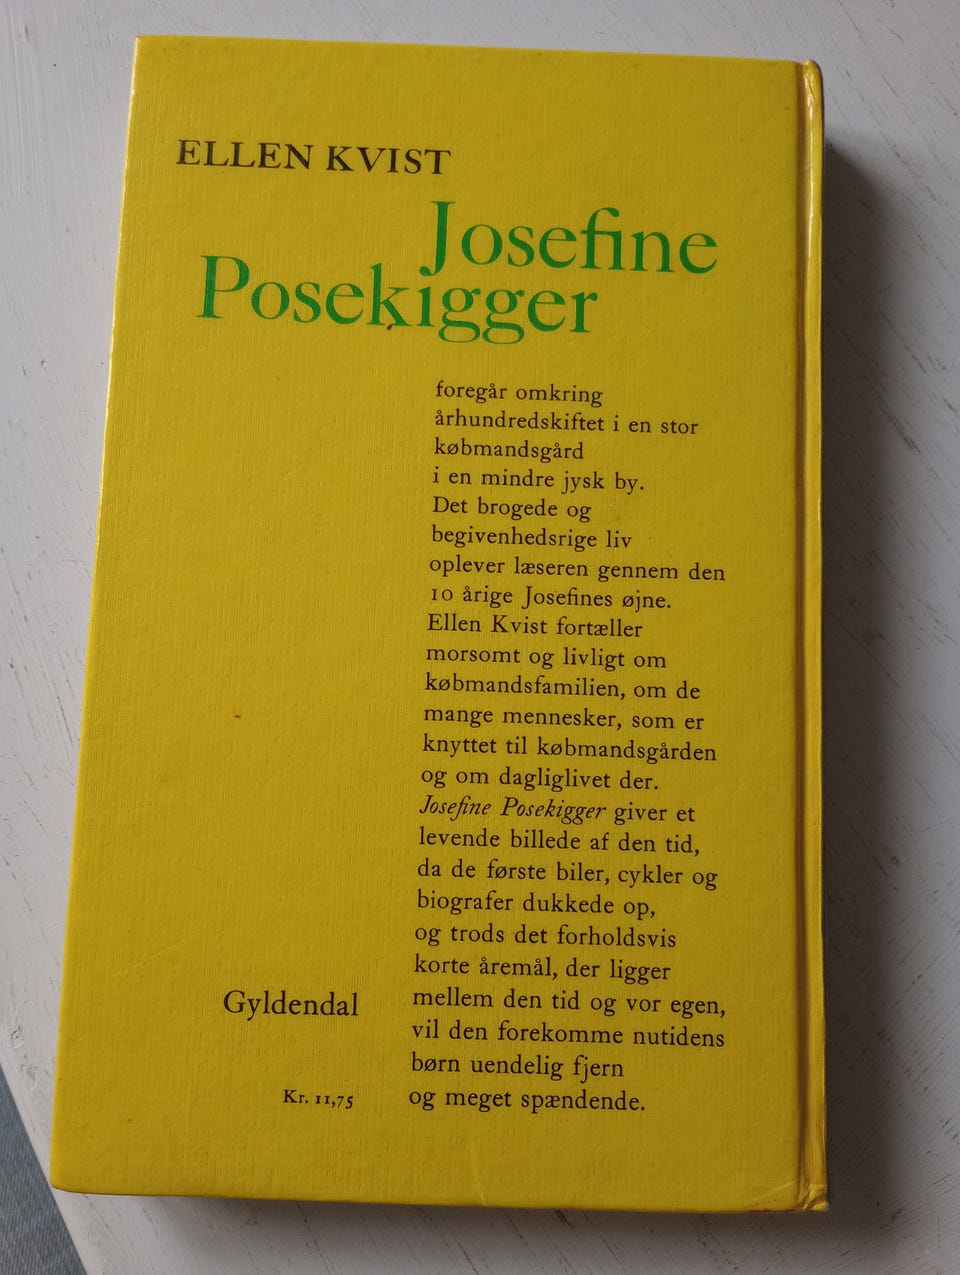 ELLEN KVIST
Josefine
Posekigger
foregår omkring
århundredskiftet i en stor
købmandsgård
i en mindre jysk by.
Det brogede og
begivenhedsrige liv
oplever læseren gennem den
10 årige Josefines øjne.
Ellen Kvist fortæller
morsomt og livligt om
købmandsfamilien, om de
mange mennesker, som er
knyttet til købmandsgården
og om dagliglivet der.
Josefine Posekigger giver et
levende billede af den tid,
da de første biler, cykler og
biografer dukkede op,
og trods det forholdsvis
korte åremål, der ligger
mellem den tid og vor egen,
vil den forekomme nutidens
børn uendelig fjern
og meget spændende.
Gyldendal
Kr. 11,75